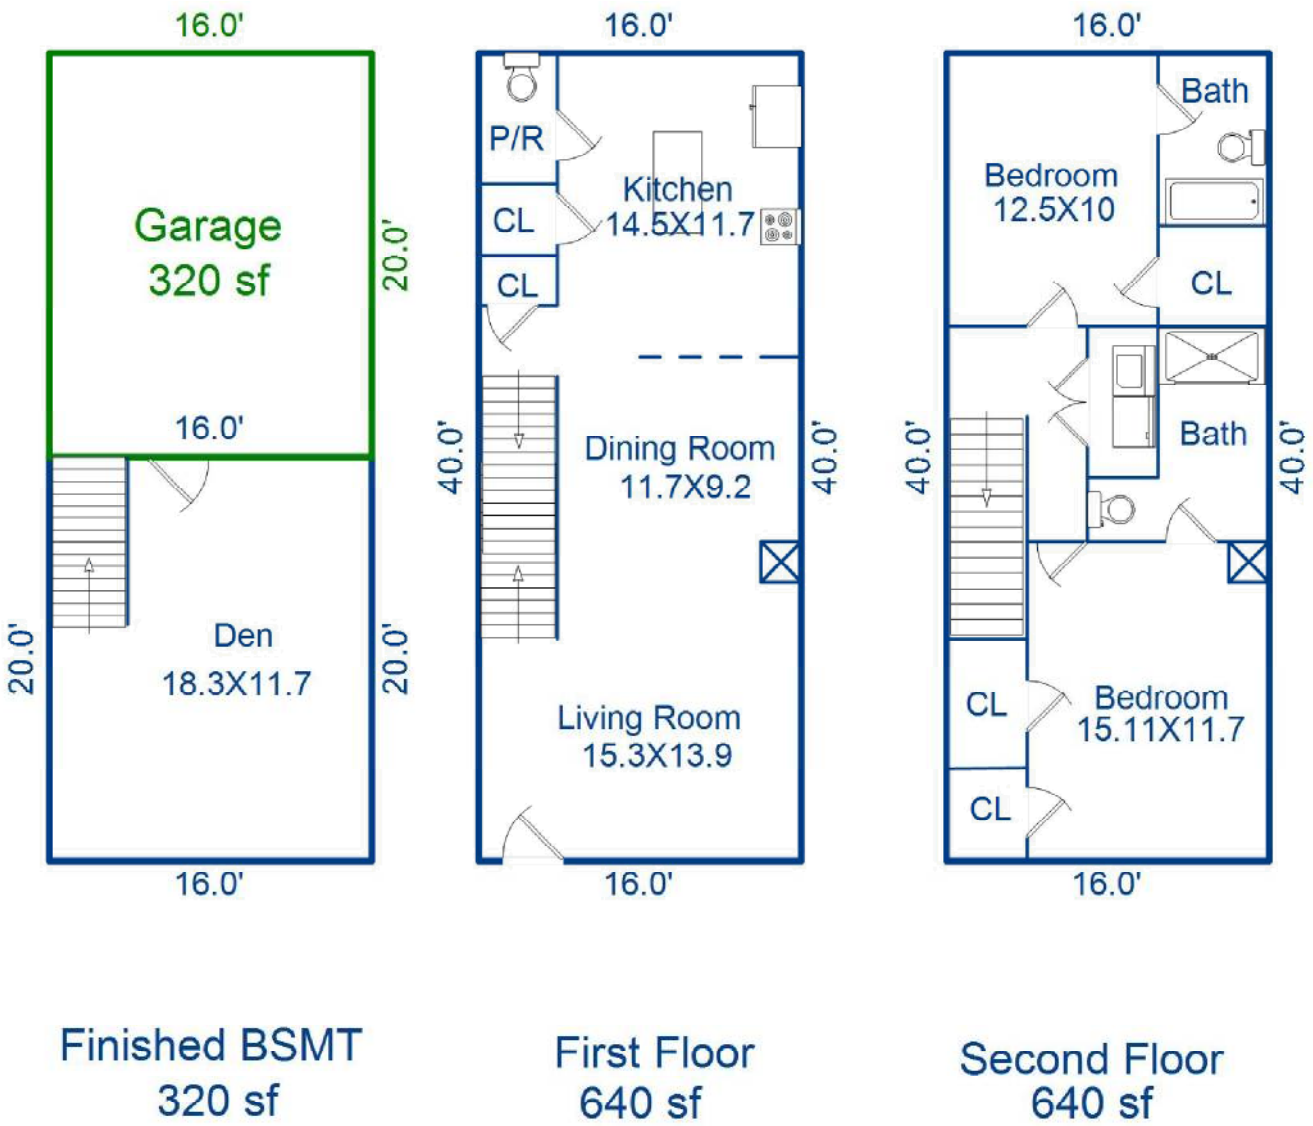 16.0'
Garage
320 sf
20.0'
16.0'
Den
18.3X11.7
20.0'
20.0'
16.0'
Finished BSMT
320 sf
16.0'
P/R
CL
CL
Kitchen
14.5X11.7
Dining Room
11.7X9.2
40.0'
40.0'
Living Room
15.3X13.9
16.0'
First Floor
640 sf
16.0'
Bath
Bedroom
12.5X10
CL
Bath
40.0'
40.0'
CL
Bedroom
15.11X11.7
CL
16.0'
Second Floor
640 sf